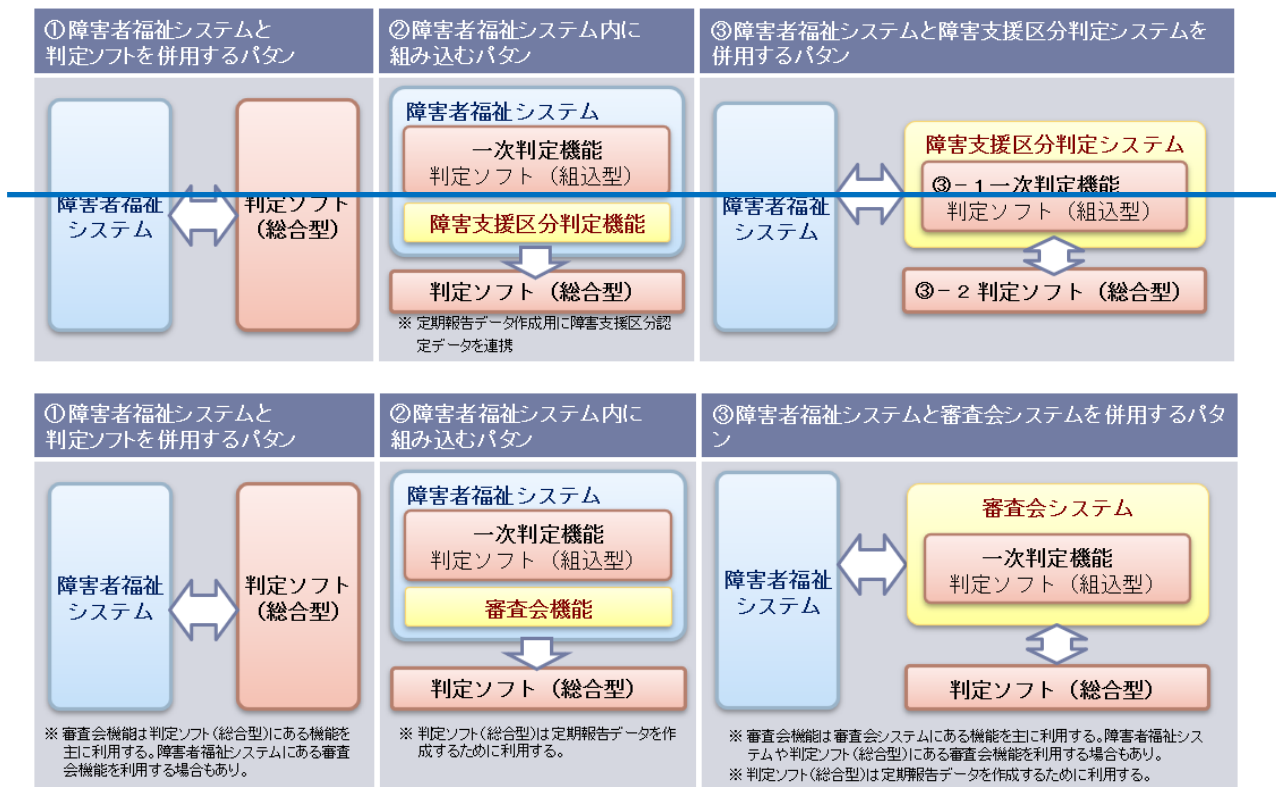 ①障害者福祉システムと
判定ソフトを併用するパタン
②障害者福祉システム内に
組み込むパタン
③障害者福祉システムと障害支援区分判定システムを
併用するパタン
障害者福祉
システム
判定ソフト
(総合型)
障害者福祉システム
一次判定機能
判定ソフト（組込型）
障害支援区分判定機能
判定ソフト（総合型）
※ 定期報告データ作成用に障害支援区分認
定データを連携
障害者福祉
システム
障害支援区分判定システム
③－１一次判定機能
判定ソフト（組込型）
③－２判定ソフト（総合型）
①障害者福祉システムと
判定ソフトを併用するパタン
②障害者福祉システム内に
組み込むパタン
③障害者福祉システムと審査会システムを併用するパタ
ン
障害者福祉
システム
判定ソフト
(総合型)
※ 審査会機能は判定ソフト(総合型)にある機能を
主に利用する。障害者福祉システムにある審査
会機能を利用する場合もあり。
障害者福祉システム
一次判定機能
判定ソフト（組込型）
審査会機能
判定ソフト（総合型）
※ 判定ソフト(総合型)は定期報告データを作
成するために利用する。
障害者福祉
システム
審査会システム
一次判定機能
判定ソフト（組込型）
判定ソフト（総合型）
※ 審査会機能は審査会システムにある機能を主に利用する。障害者福祉シス
テムや判定ソフト(総合型)にある審査会機能を利用する場合もあり。
※ 判定ソフト(総合型)は定期報告データを作成するために利用する。